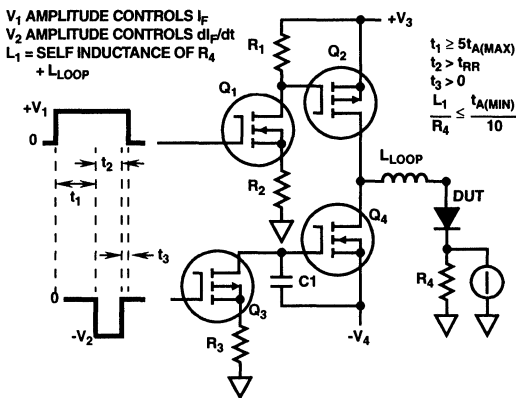 V1 AMPLITUDE CONTROLS IF
V2 AMPLITUDE CONTROLS dIF/dt
L1 = SELF INDUCTANCE OF R4
+ LLOOP
+V1
0
t2
t1
t3
0
-V2
R1
Q1
R2
Q2
+V3
t1 ≥ 5tA(MAX)
t2 > tRR
t3 > 0
L1/R4 ≤ tA(MIN)/10
LLOOP
DUT
Q4
C1
Q3
R3
R4
-V4